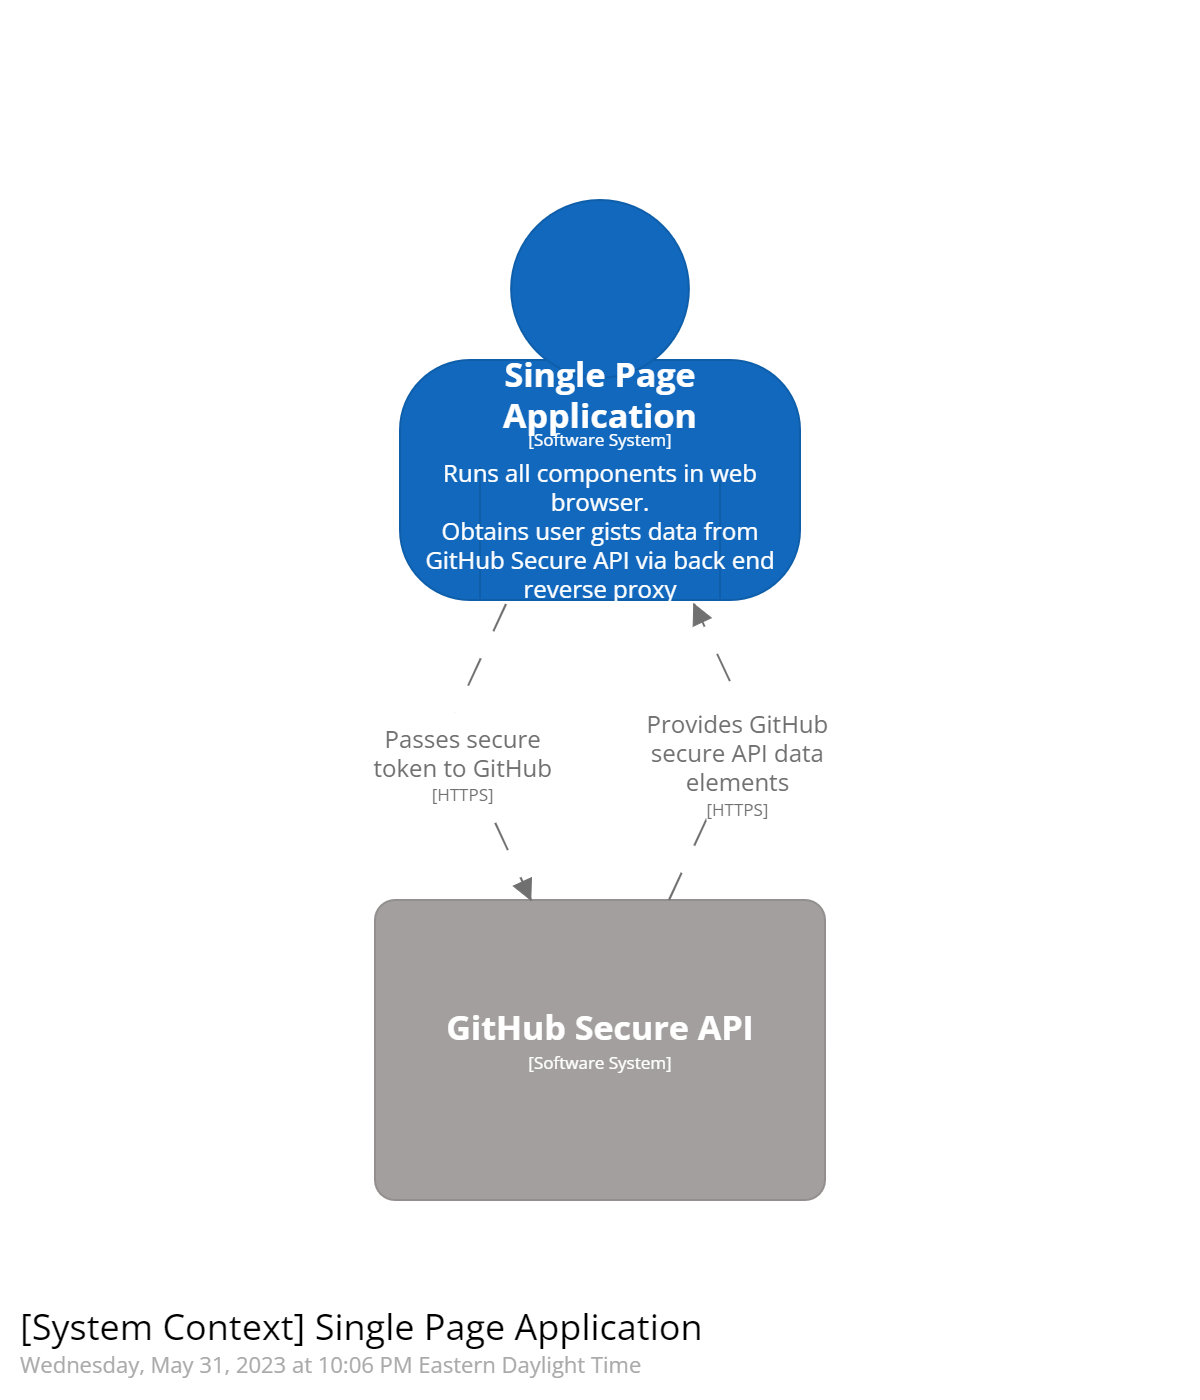 Single Page
Application
[Software System]
Runs all components in web
browser.
Obtains user gists data from
GitHub Secure API via back end
reverse proxy
Passes secure
token to GitHub
[HTTPS]
Provides GitHub
secure API data
elements
[HTTPS]
GitHub Secure API
[Software System]
[System Context] Single Page Application
Wednesday, May 31, 2023 at 10:06 PM Eastern Daylight Time